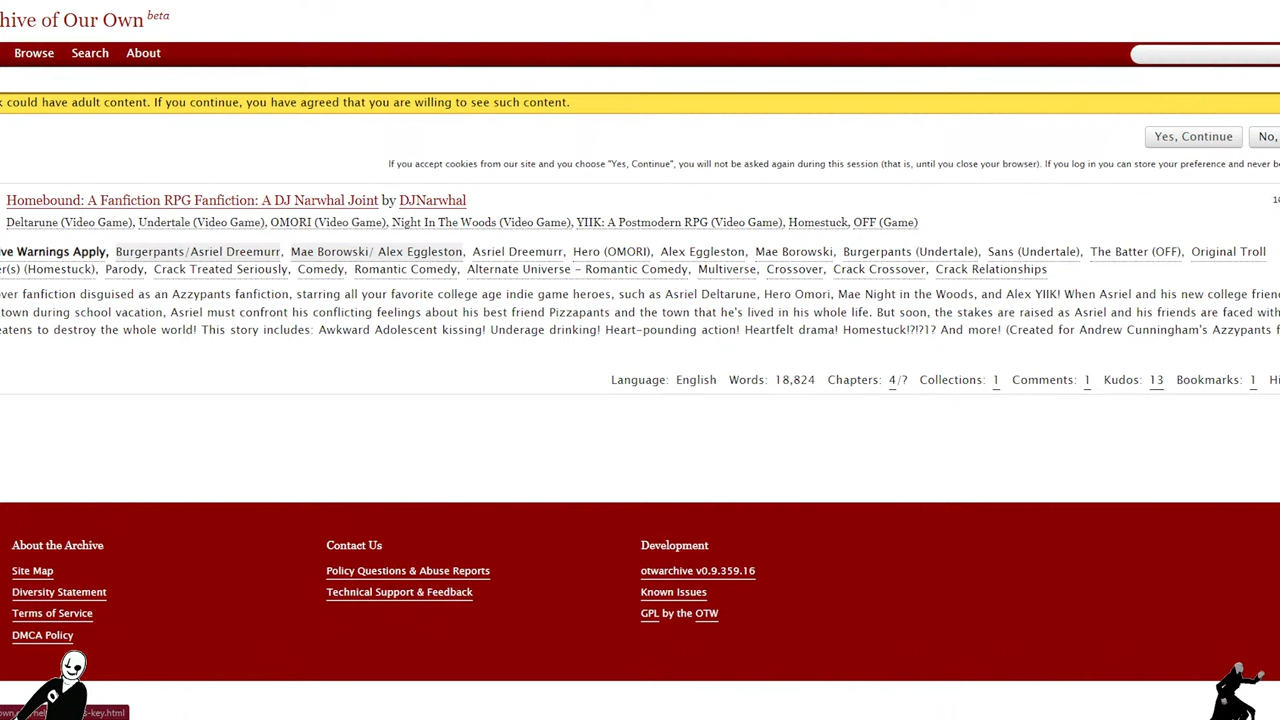 hive of Our Own beta
Browse Search About
k could have adult content. If you continue, you have agreed that you are willing to see such content.
Yes, Continue No,
If you accept cookies from our site and you choose "Yes, Continue", you will not be asked again during this session (that is, until you close your browser). If you log in you can store your preference and never b
Homebound: A Fanfiction RPG Fanfiction: A DJ Narwhal Joint by DJNarwhal
Deltarune (Video Game), Undertale (Video Game), OMORI (Video Game), Night In The Woods (Video Game), YIIK: A Postmodern RPG (Video Game), Homestuck, OFF (Game)
ve Warnings Apply, Burgerpants/Asriel Dreemurr, Mae Borowski/ Alex Eggleston, Asriel Dreemurr, Hero (OMORI), Alex Eggleston, Mae Borowski, Burgerpants (Undertale), Sans (Undertale), The Batter (OFF), Original Troll
er(s) (Homestuck), Parody, Crack Treated Seriously, Comedy, Romantic Comedy, Alternate Universe - Romantic Comedy, Multiverse, Crossover, Crack Crossover, Crack Relationships
over fanfiction disguised as an Azzypants fanfiction, starring all your favorite college age indie game heroes, such as Asriel Deltarune, Hero Omori, Mae Night in the Woods, and Alex YIIK! When Asriel and his new college frien
town during school vacation, Asriel must confront his conflicting feelings about his best friend Pizzapants and the town that he's lived in his whole life. But soon, the stakes are raised as Asriel and his friends are faced with
eatens to destroy the whole world! This story includes: Awkward Adolescent kissing! Underage drinking! Heart-pounding action! Heartfelt drama! Homestuck!?!?1? And more! (Created for Andrew Cunningham's Azzypants f
Language: English Words: 18,824 Chapters: 4/? Collections: 1 Comments: 1 Kudos: 13 Bookmarks: 1 Hi
About the Archive Contact Us Development
Site Map Policy Questions & Abuse Reports otwarchive v0.9.359.16
Diversity Statement Technical Support & Feedback Known Issues
Terms of Service GPL by the OTW
DMCA Policy
s-key.html